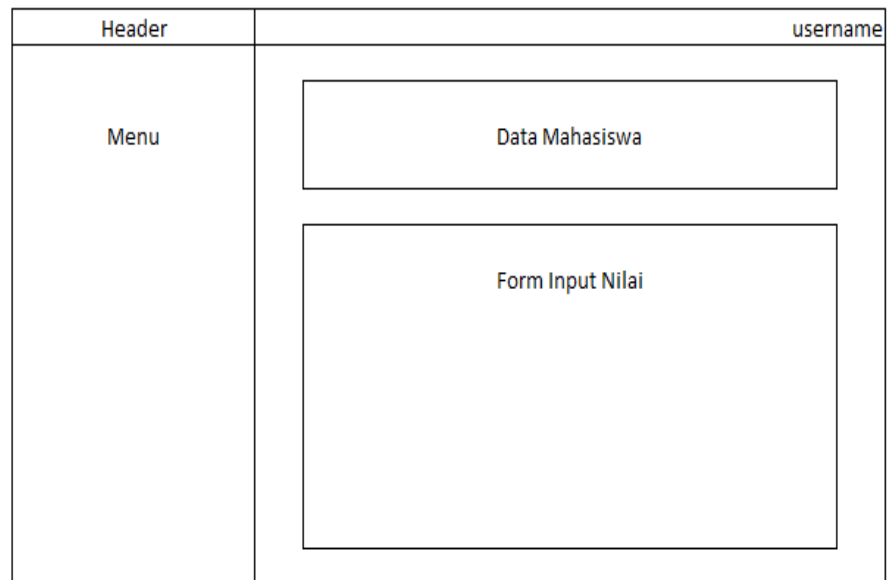 Header
username
Menu
Data Mahasiswa
Form Input Nilai